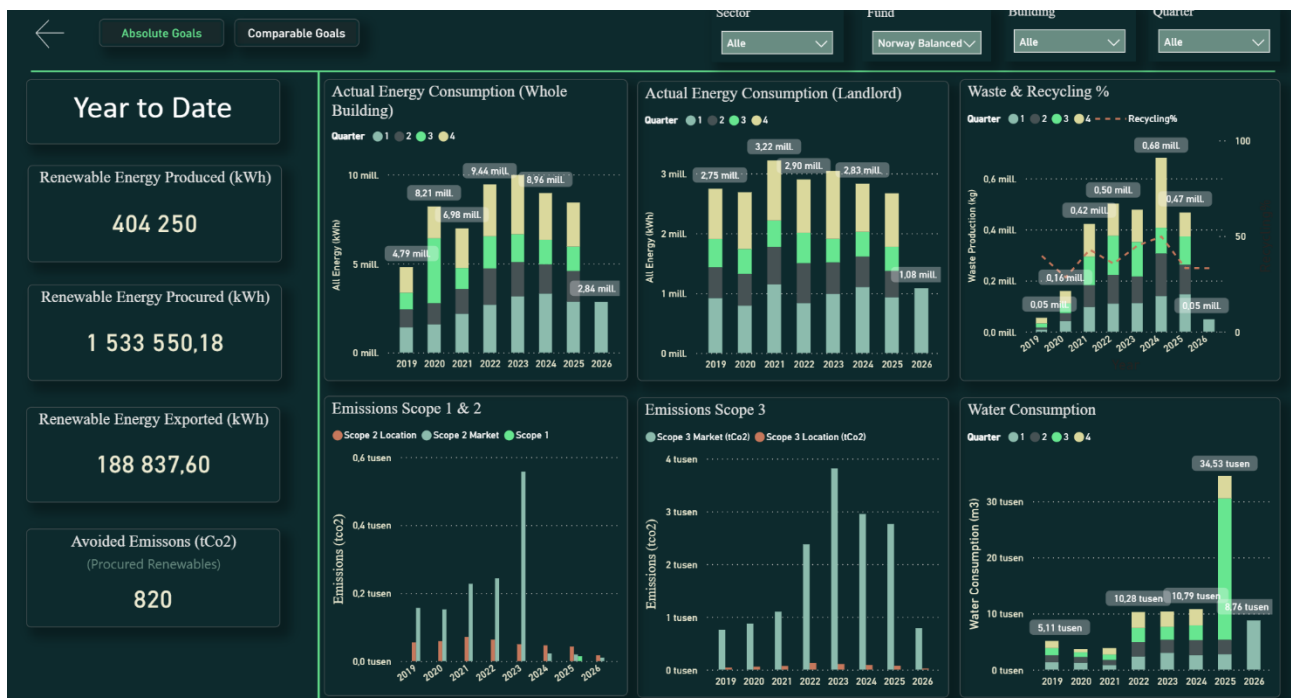 Sector Fund Building Quarter
Absolute Goals Comparable Goals
Alle Norway Balanced Alle Alle
Year to Date
Renewable Energy Produced (kWh)
404 250
Renewable Energy Procured (kWh)
1 533 550,18
Renewable Energy Exported (kWh)
188 837,60
Avoided Emissons (tCo2)
(Procured Renewables)
820
Actual Energy Consumption (Whole
Building)
Quarter 1 2 3 4
All Energy (kWh)
10 mill.
5 mill.
0 mill.
4,79 mill.
8,21 mill.
6,98 mill.
9,44 mill.
8,96 mill.
2,84 mill.
2019 2020 2021 2022 2023 2024 2025 2026
Actual Energy Consumption (Landlord)
Quarter 1 2 3 4
All Energy (kWh)
3 mill.
2 mill.
1 mill.
0 mill.
2,75 mill.
3,22 mill.
2,90 mill.
2,83 mill.
1,08 mill.
2019 2020 2021 2022 2023 2024 2025 2026
Waste & Recycling %
Quarter 1 2 3 4 Recycling%
Waste Production (kg)
0,6 mill.
0,4 mill.
0,2 mill.
0,0 mill.
100
50
0
0,05 mill.
0,16 mill.
0,42 mill.
0,50 mill.
0,68 mill.
0,47 mill.
0,05 mill.
2019 2020 2021 2022 2023 2024 2025 2026
Emissions Scope 1 & 2
Scope 2 Location Scope 2 Market Scope 1
Emissions (tco2)
0,6 tusen
0,4 tusen
0,2 tusen
0,0 tusen
2019 2020 2021 2022 2023 2024 2025 2026
Emissions Scope 3
Scope 3 Market (tCo2) Scope 3 Location (tCo2)
Emissions (tco2)
4 tusen
3 tusen
2 tusen
1 tusen
0 tusen
2019 2020 2021 2022 2023 2024 2025 2026
Water Consumption
Quarter 1 2 3 4
Water Consumption (m3)
30 tusen
20 tusen
10 tusen
0 tusen
5,11 tusen
10,28 tusen
10,79 tusen
34,53 tusen
8,76 tusen
2019 2020 2021 2022 2023 2024 2025 2026